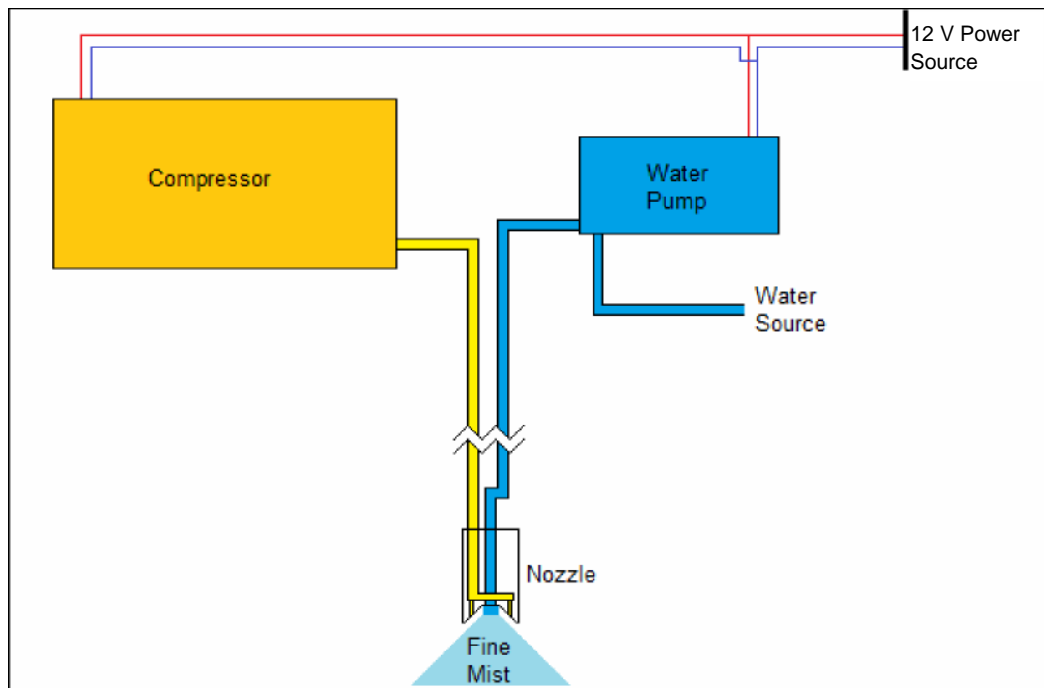 12 V Power
Source
Compressor
Water
Pump
Water
Source
Nozzle
Fine
Mist